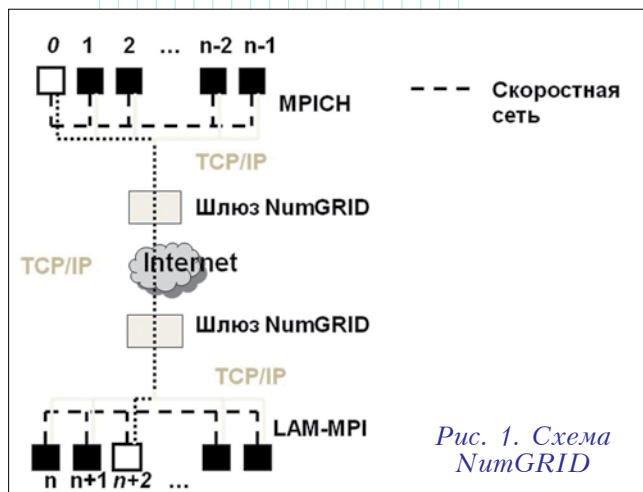 0 1 2 ... n-2 n-1
MPICH
Скоростная
сеть
TCP/IP
Шлюз NumGRID
TCP/IP
Internet
Шлюз NumGRID
TCP/IP
LAM-MPI
n n+1 n+2 ...
Рис. 1. Схема
NumGRID